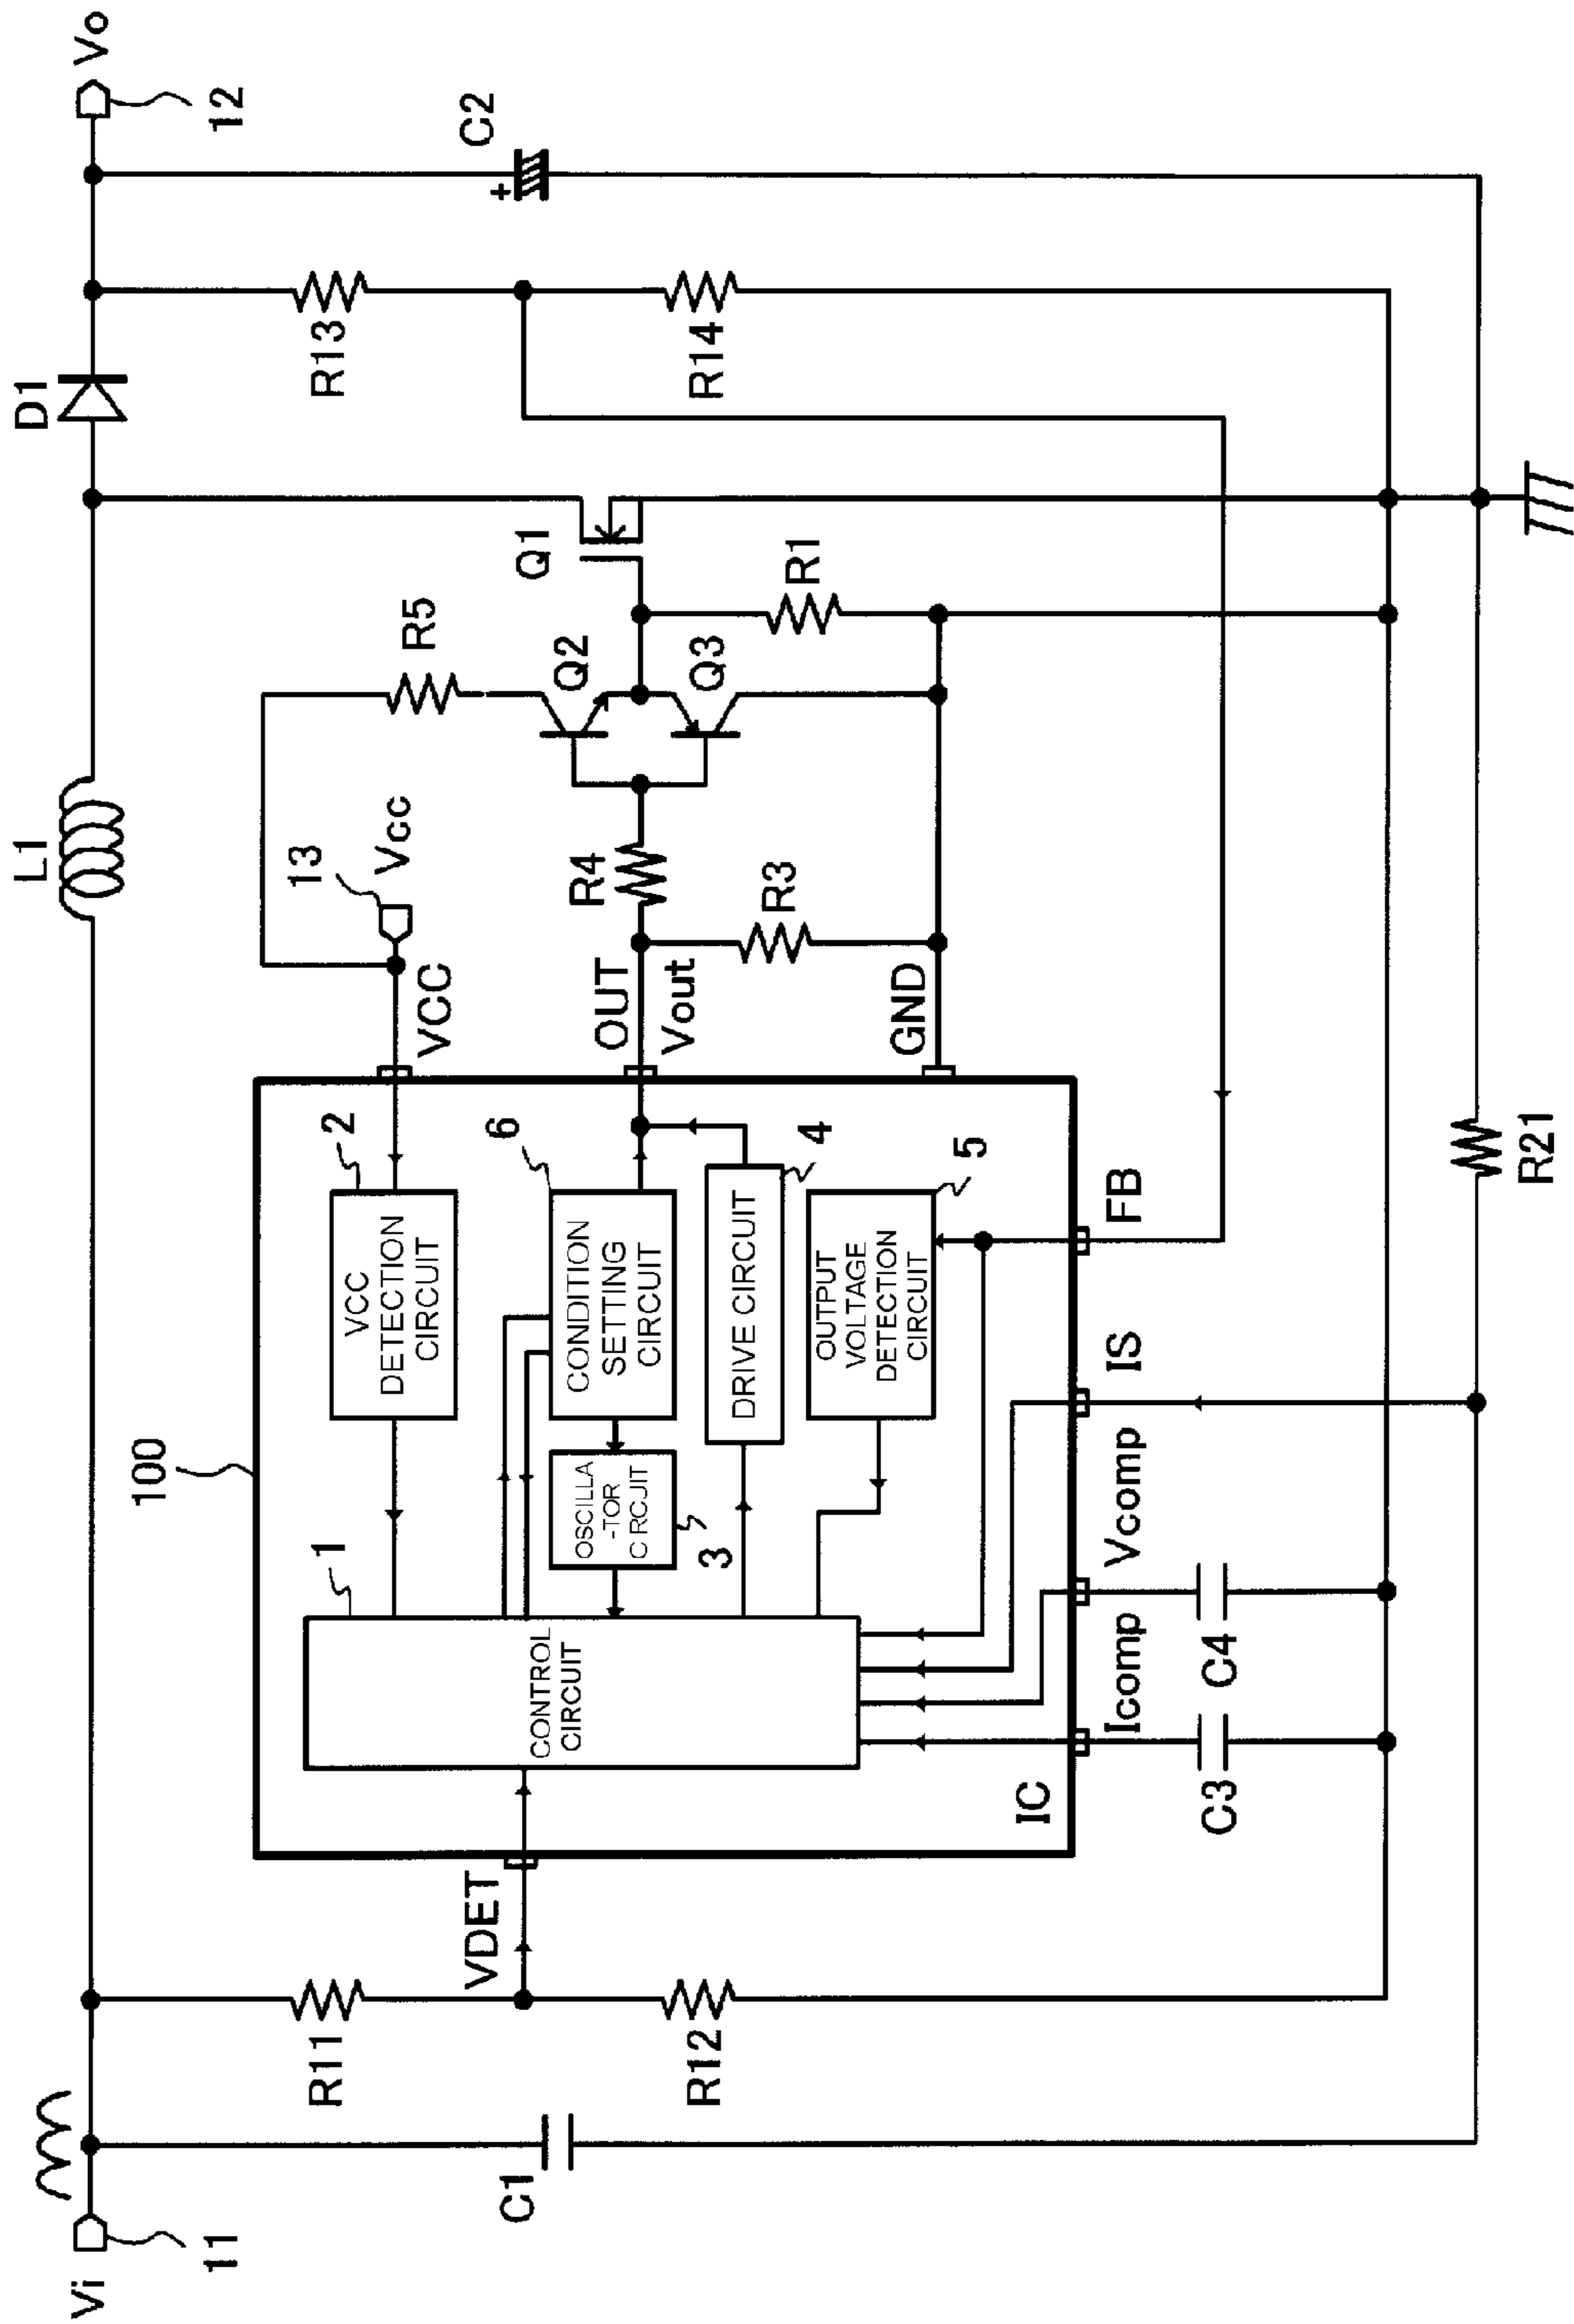 Vi
11
C1
R11
R12
VDET
L1
D1
Vo
12
C2
R13
R14
Q1
R1
R5
Q2
Q3
13
Vcc
R4
R3
VCC
OUT
Vout
GND
100
1
CONTROL
CIRCUIT
2
VCC
DETECTION
CIRCUIT
6
CONDITION
SETTING
CIRCUIT
OSCILLA
-TOR
CIRCUIT
3
DRIVE CIRCUIT
4
OUTPUT
VOLTAGE
DETECTION
CIRCUIT
5
IC
Icomp
Vcomp
IS
FB
C3
C4
R21